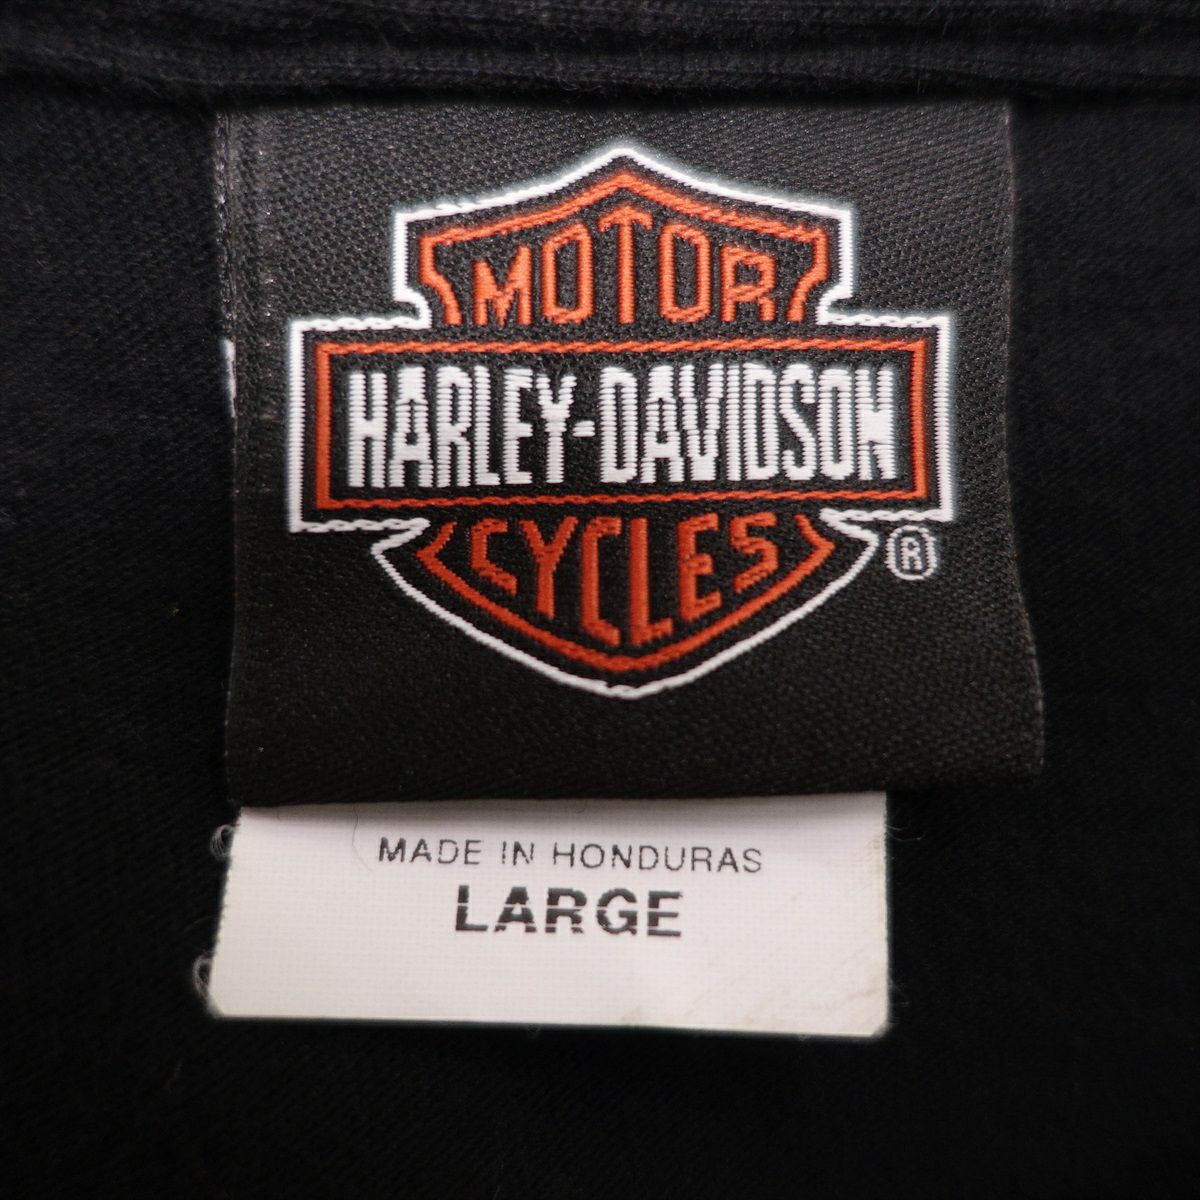 MOTOR
HARLEY-DAVIDSON
CYCLES
®
MADE IN HONDURAS
LARGE